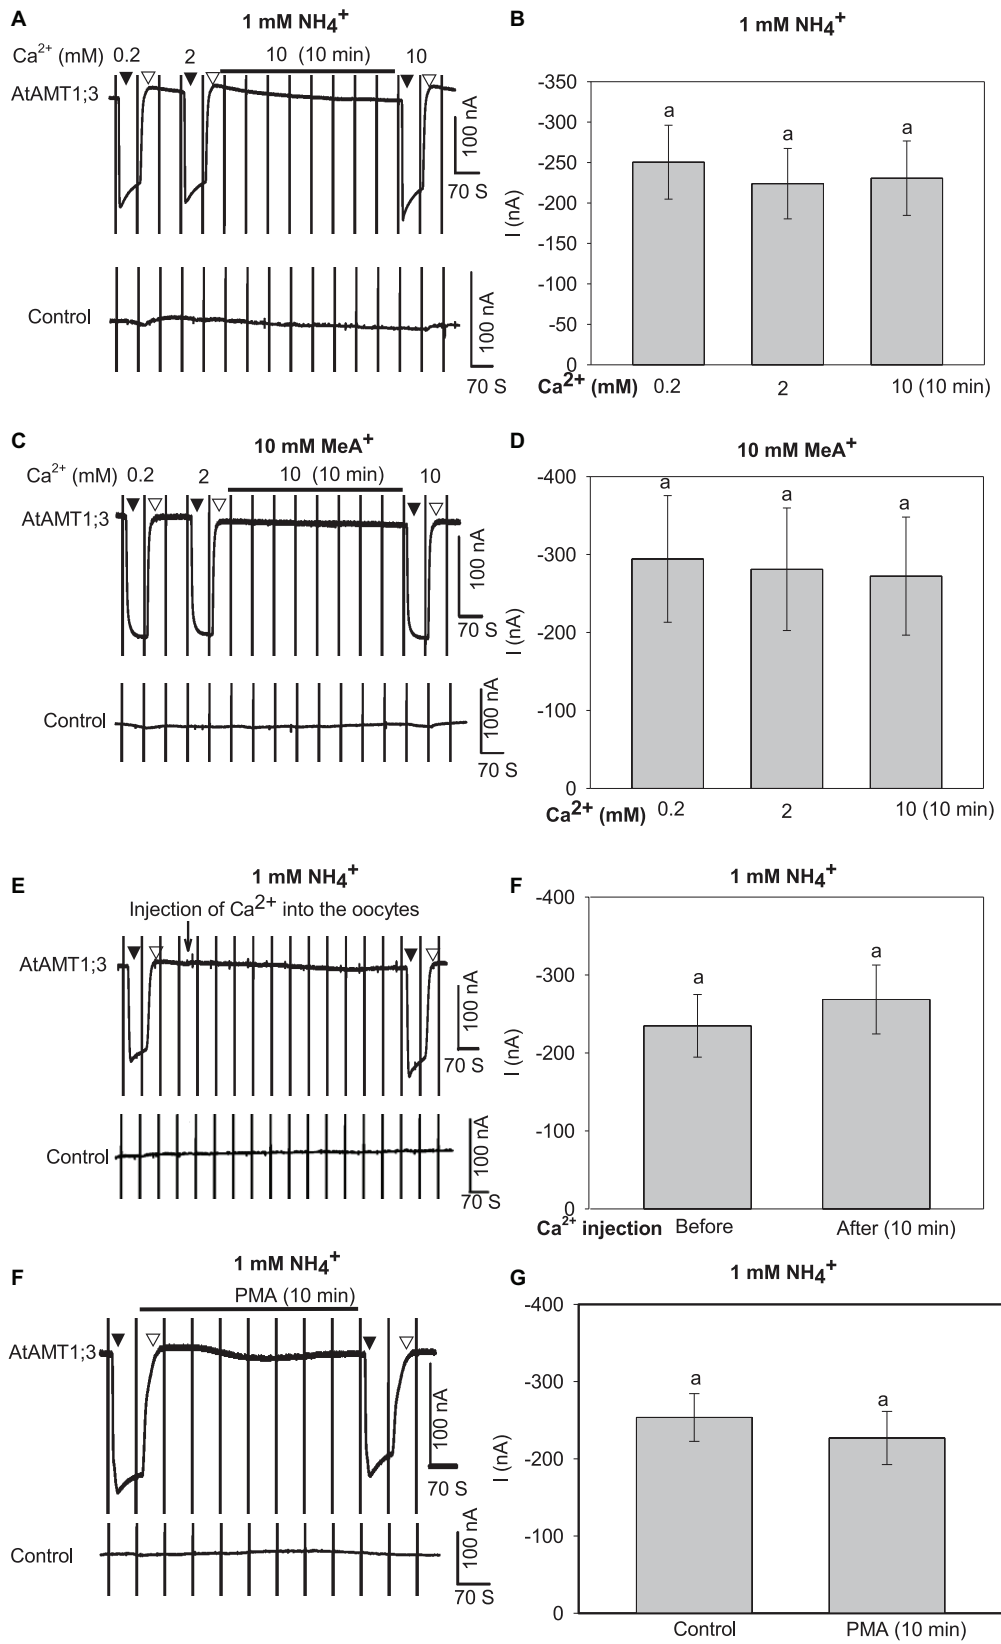 A
1 mM NH4+
Ca2+ (mM) 0.2 2 10 (10 min) 10
AtAMT1;3
100 nA
70 S
Control
100 nA
70 S
B
1 mM NH4+
-350
-300
-250
-200
-150
-100
-50
0
I (nA)
a a a
Ca2+ (mM) 0.2 2 10 (10 min)
C
10 mM MeA+
Ca2+ (mM) 0.2 2 10 (10 min) 10
AtAMT1;3
100 nA
70 S
Control
100 nA
70 S
D
10 mM MeA+
-400
-300
-200
-100
0
I (nA)
a a a
Ca2+ (mM) 0.2 2 10 (10 min)
E
1 mM NH4+
Injection of Ca2+ into the oocytes
AtAMT1;3
100 nA
70 S
Control
100 nA
70 S
F
1 mM NH4+
-400
-300
-200
-100
0
I (nA)
a a
Ca2+ injection Before After (10 min)
F
1 mM NH4+
PMA (10 min)
AtAMT1;3
100 nA
70 S
Control
100 nA
70 S
G
1 mM NH4+
-400
-300
-200
-100
0
I (nA)
a a
Control PMA (10 min)